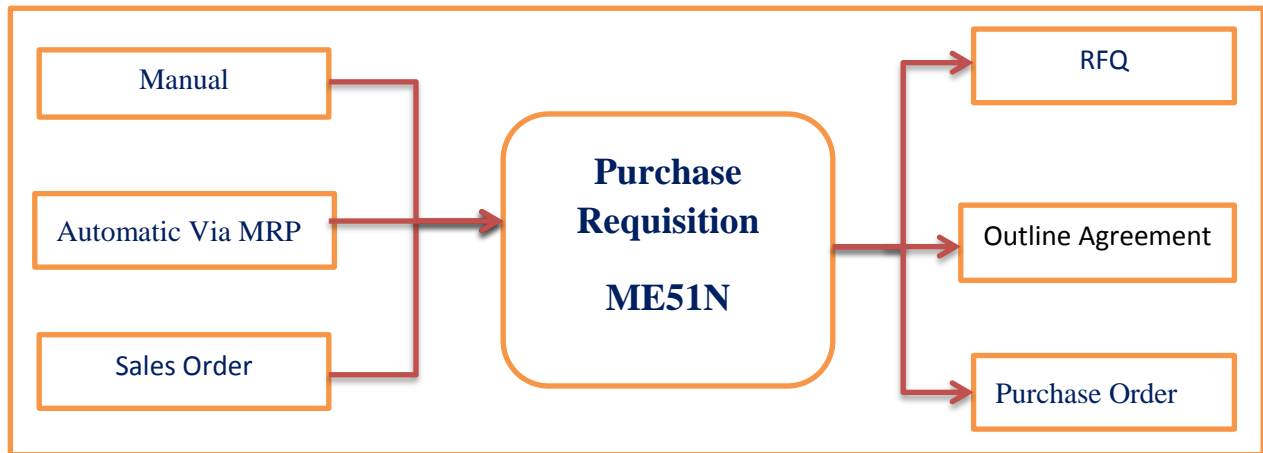 Manual
Automatic Via MRP
Sales Order
Purchase
Requisition
ME51N
RFQ
Outline Agreement
Purchase Order